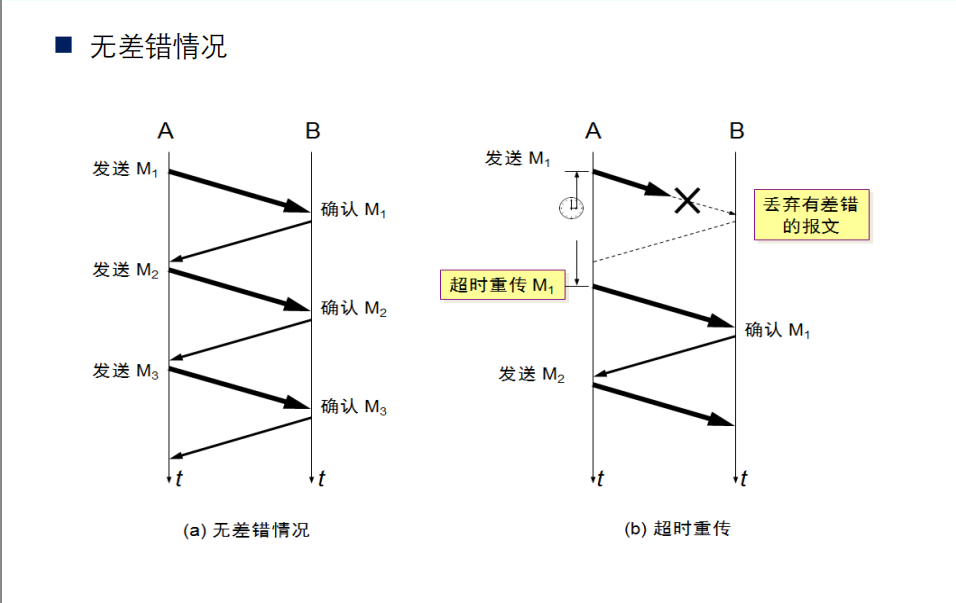 无差错情况
A
B
发送 M₁
确认 M₁
发送 M₂
确认 M₂
发送 M₃
确认 M₃
t
t
(a) 无差错情况
A
B
发送 M₁
丢弃有差错
的报文
超时重传 M₁
确认 M₁
发送 M₂
t
t
(b) 超时重传